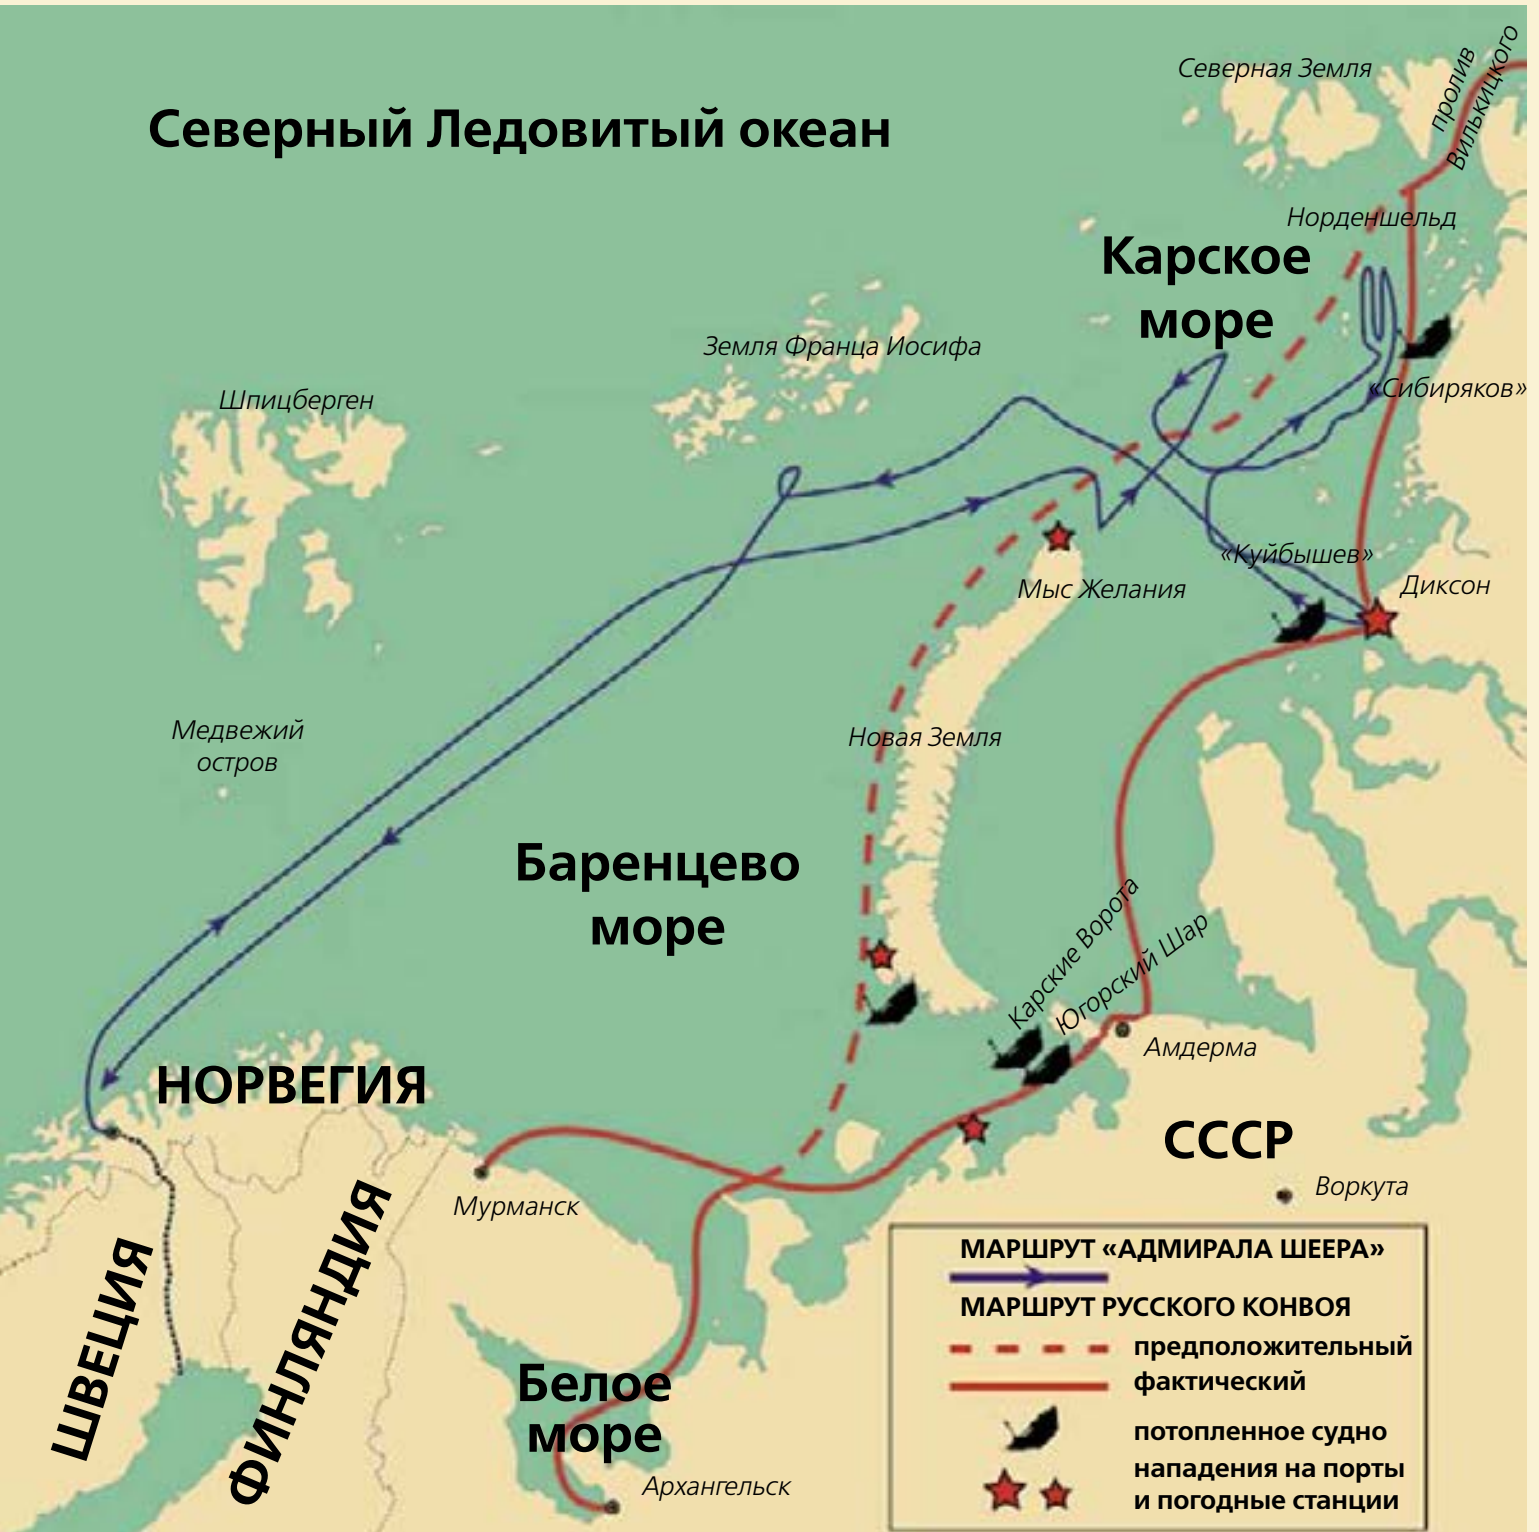 Северная Земля
пролив
Вилькицкого
Северный Ледовитый океан
Норденшельд
Карское
море
Земля Франца Иосифа
«Сибиряков»
Шпицберген
«Куйбышев»
Диксон
Мыс Желания
Медвежий
остров
Новая Земля
Баренцево
море
Карские Ворота
Югорский Шар
Амдерма
НОРВЕГИЯ
СССР
Воркута
Мурманск
ШВЕЦИЯ
ФИНЛЯНДИЯ
Белое
море
Архангельск
МАРШРУТ «АДМИРАЛА ШЕЕРА»
МАРШРУТ РУССКОГО КОНВОЯ
предположительный
фактический
потопленное судно
нападения на порты
и погодные станции